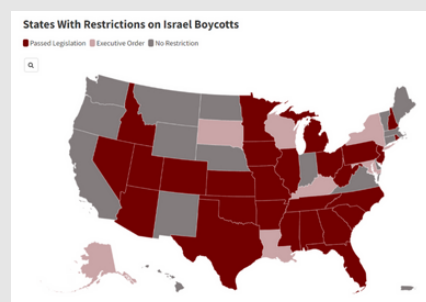 States With Restrictions on Israel Boycotts
Passed Legislation Executive Order No Restriction